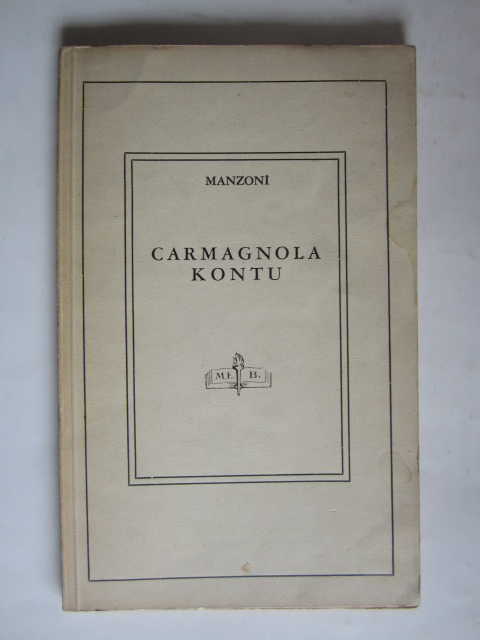 MANZONİ
CARMAGNOLA
KONTU
M.E. B.